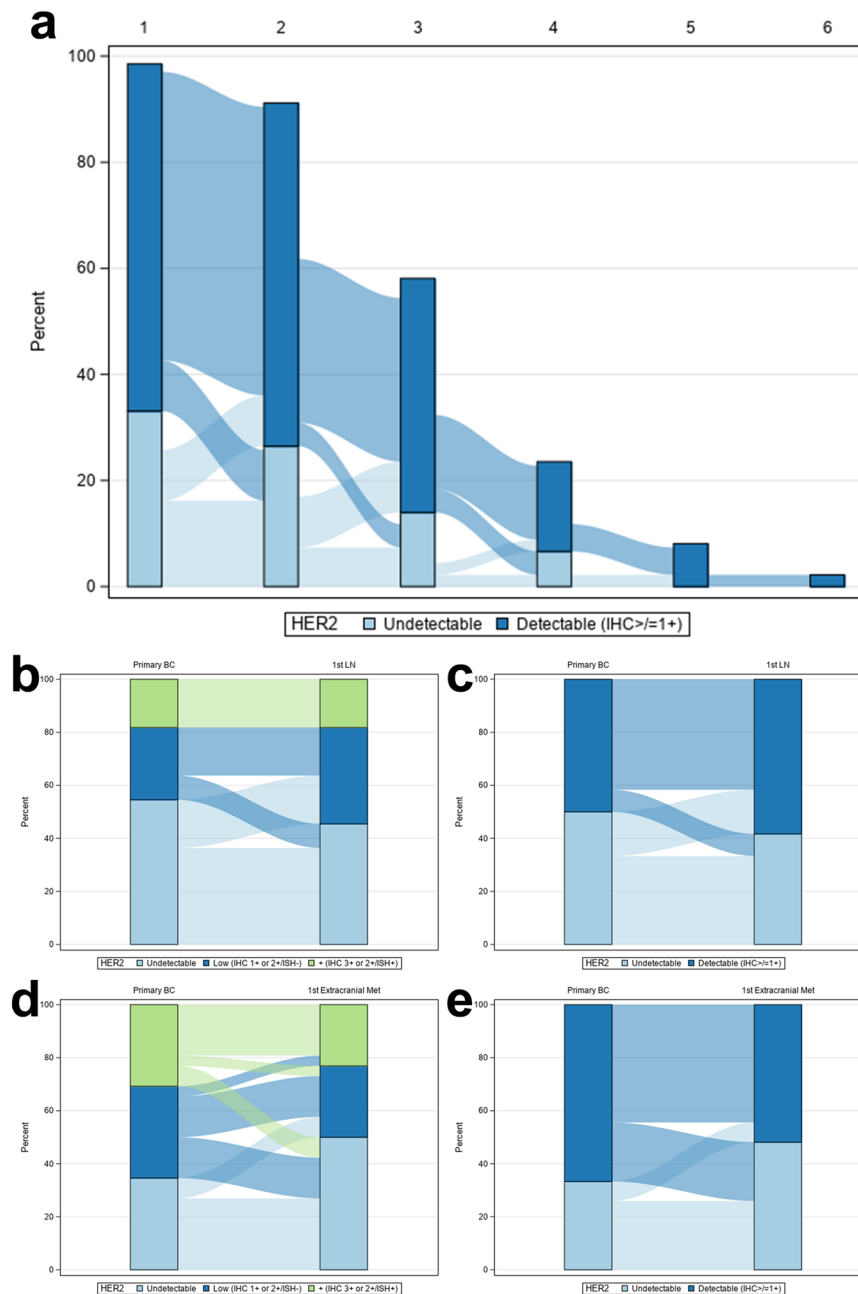 a
1 2 3 4 5 6
100
80
60
40
20
0
Percent
HER2 Undetectable Detectable (IHC>/=1+)
b
Primary BC 1st LN
100
80
60
40
20
0
Percent
HER2 Undetectable Low (IHC 1+ or 2+/ISH-) + (IHC 3+ or 2+/ISH+)
c
Primary BC 1st LN
100
80
60
40
20
0
Percent
HER2 Undetectable Detectable (IHC>/=1+)
d
Primary BC 1st Extracranial Met
100
80
60
40
20
0
Percent
HER2 Undetectable Low (IHC 1+ or 2+/ISH-) + (IHC 3+ or 2+/ISH+)
e
Primary BC 1st Extracranial Met
100
80
60
40
20
0
Percent
HER2 Undetectable Detectable (IHC>/=1+)